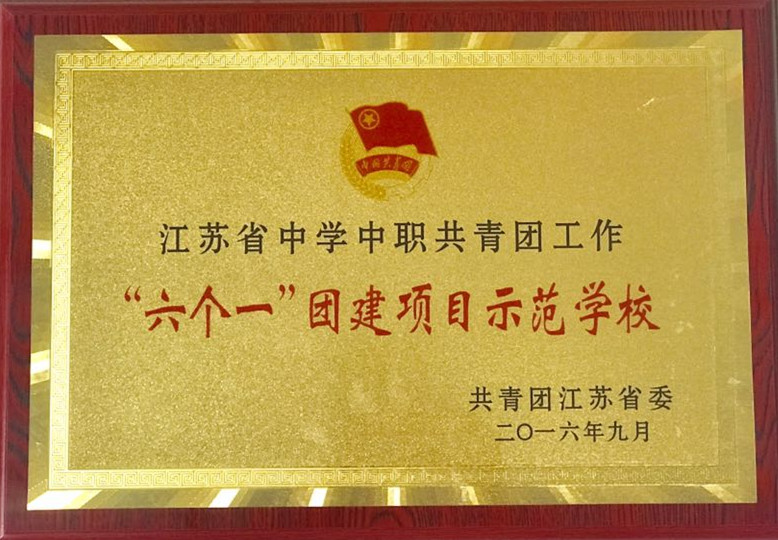 中国共青团
江苏省中学中职共青团工作
“六个一”团建项目示范学校
共青团江苏省委
二〇一六年九月